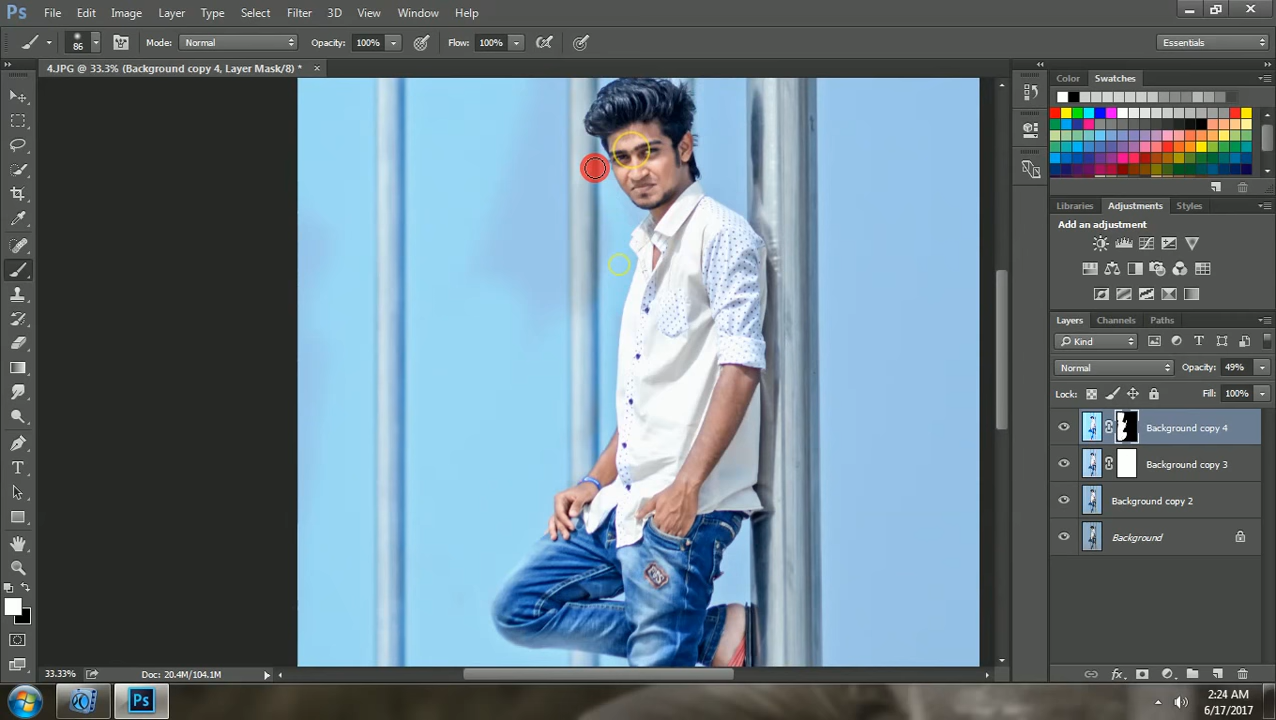 Ps File Edit Image Layer Type Select Filter 3D View Window Help
86 Mode: Normal Opacity: 100% Flow: 100% Essentials
4.JPG @ 33.3% (Background copy 4, Layer Mask/8) *
Color Swatches
Libraries Adjustments Styles
Add an adjustment
Layers Channels Paths
Kind
Normal Opacity: 49%
Lock: Fill: 100%
Background copy 4
Background copy 3
Background copy 2
Background
33.33% Doc: 20.4M/104.1M
Ps
2:24 AM
6/17/2017